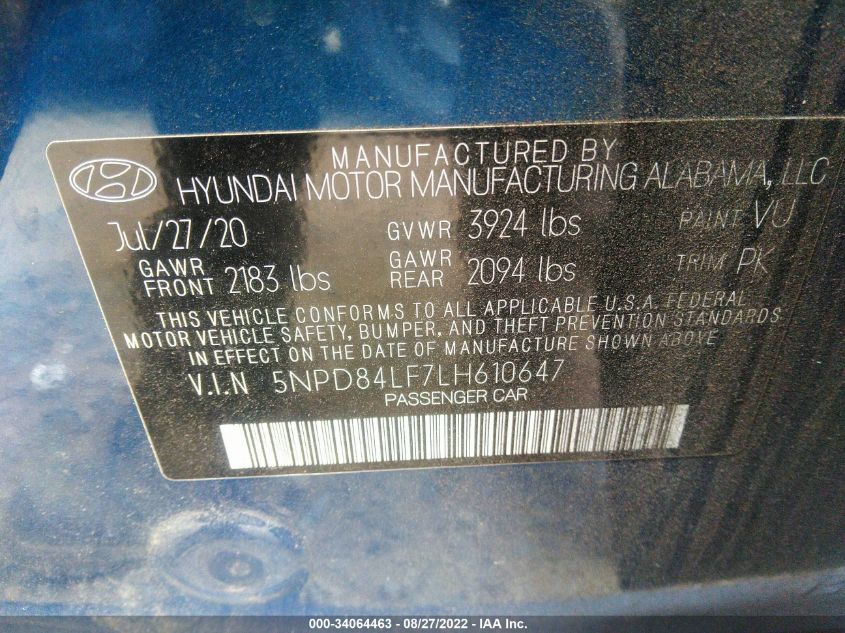 MANUFACTURED BY
HYUNDAI MOTOR MANUFACTURING ALABAMA, LLC
Jul/27/20 GVWR 3924 lbs PAINT VU
GAWR FRONT 2183 lbs GAWR REAR 2094 lbs TRIM PK
THIS VEHICLE CONFORMS TO ALL APPLICABLE U.S.A. FEDERAL
MOTOR VEHICLE SAFETY, BUMPER, AND THEFT PREVENTION STANDARDS
IN EFFECT ON THE DATE OF MANUFACTURE SHOWN ABOVE.
V.I.N 5NPD84LF7LH610647
PASSENGER CAR
000-34064463 - 08/27/2022 - IAA Inc.